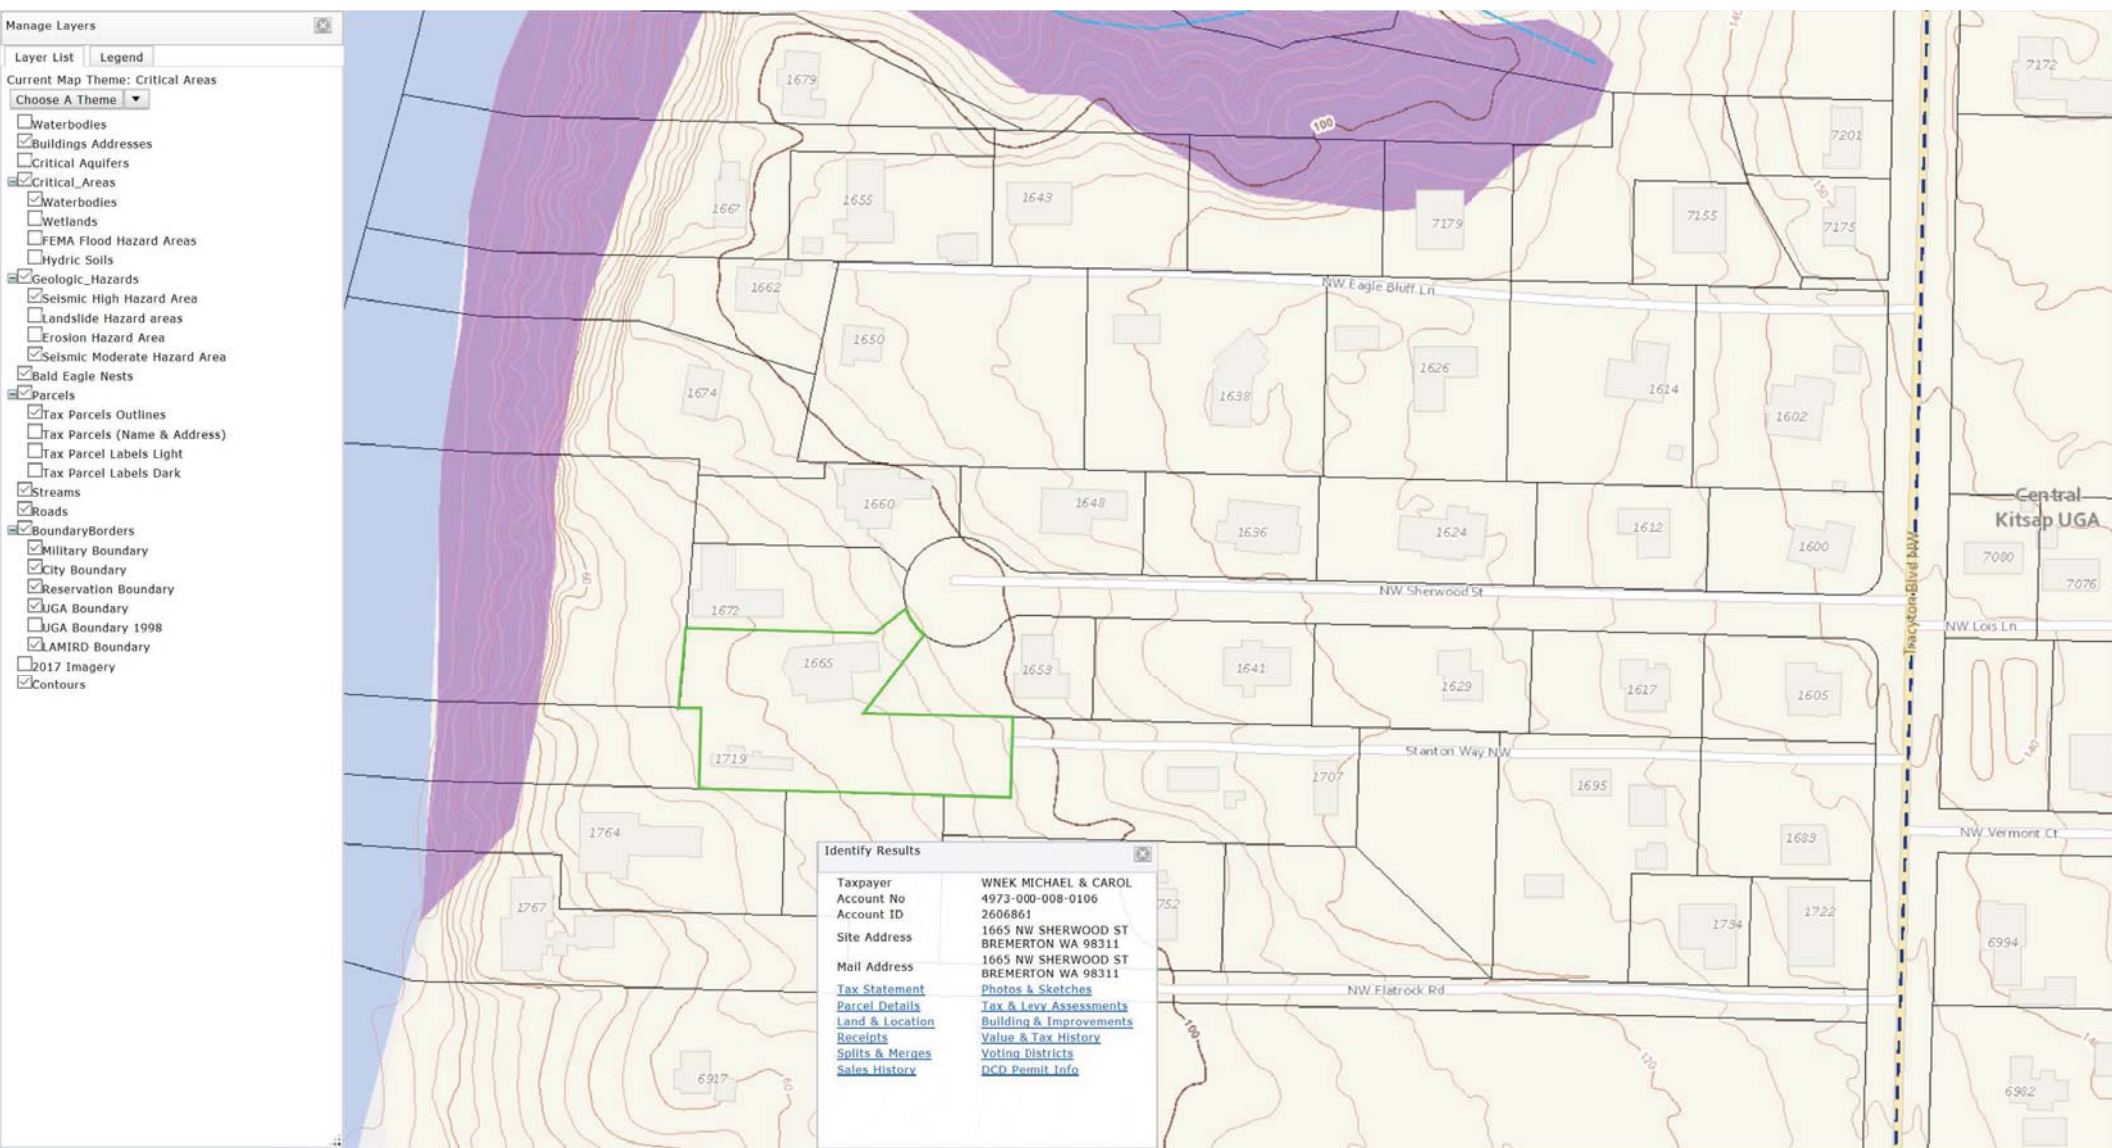 Manage Layers
Layer List Legend
Current Map Theme: Critical Areas
Choose A Theme
Waterbodies
Buildings Addresses
Critical Aquifers
Critical_Areas
Waterbodies
Wetlands
FEMA Flood Hazard Areas
Hydric Soils
Geologic_Hazards
Seismic High Hazard Area
Landslide Hazard areas
Erosion Hazard Area
Seismic Moderate Hazard Area
Bald Eagle Nests
Parcels
Tax Parcels Outlines
Tax Parcels (Name & Address)
Tax Parcel Labels Light
Tax Parcel Labels Dark
Streams
Roads
BoundaryBorders
Military Boundary
City Boundary
Reservation Boundary
UGA Boundary
UGA Boundary 1998
LAMIRD Boundary
2017 Imagery
Contours
7172
1679
100
7201
150
1667
1655
1643
7179
7155
7175
1662
NW Eagle Bluff Ln
1650
1674
1638
1626
1614
1602
1660
1648
1636
1624
1612
1600
Central
Kitsap UGA
7080
7076
60
1672
NW Sherwood St
Tracyton Blvd NW
NW Lois Ln
1665
1653
1641
1629
1617
1605
1719
Stanton Way NW
140
1707
1695
1764
1683
NW Vermont Ct
1767
752
1734
1722
6994
NW Flatrock Rd
100
120
6917
60
6982
Identify Results
Taxpayer WNEK MICHAEL & CAROL
Account No 4973-000-008-0106
Account ID 2606861
Site Address 1665 NW SHERWOOD ST
BREMERTON WA 98311
Mail Address 1665 NW SHERWOOD ST
BREMERTON WA 98311
Tax Statement Photos & Sketches
Parcel Details Tax & Levy Assessments
Land & Location Building & Improvements
Receipts Value & Tax History
Splits & Merges Voting Districts
Sales History DCD Permit Info